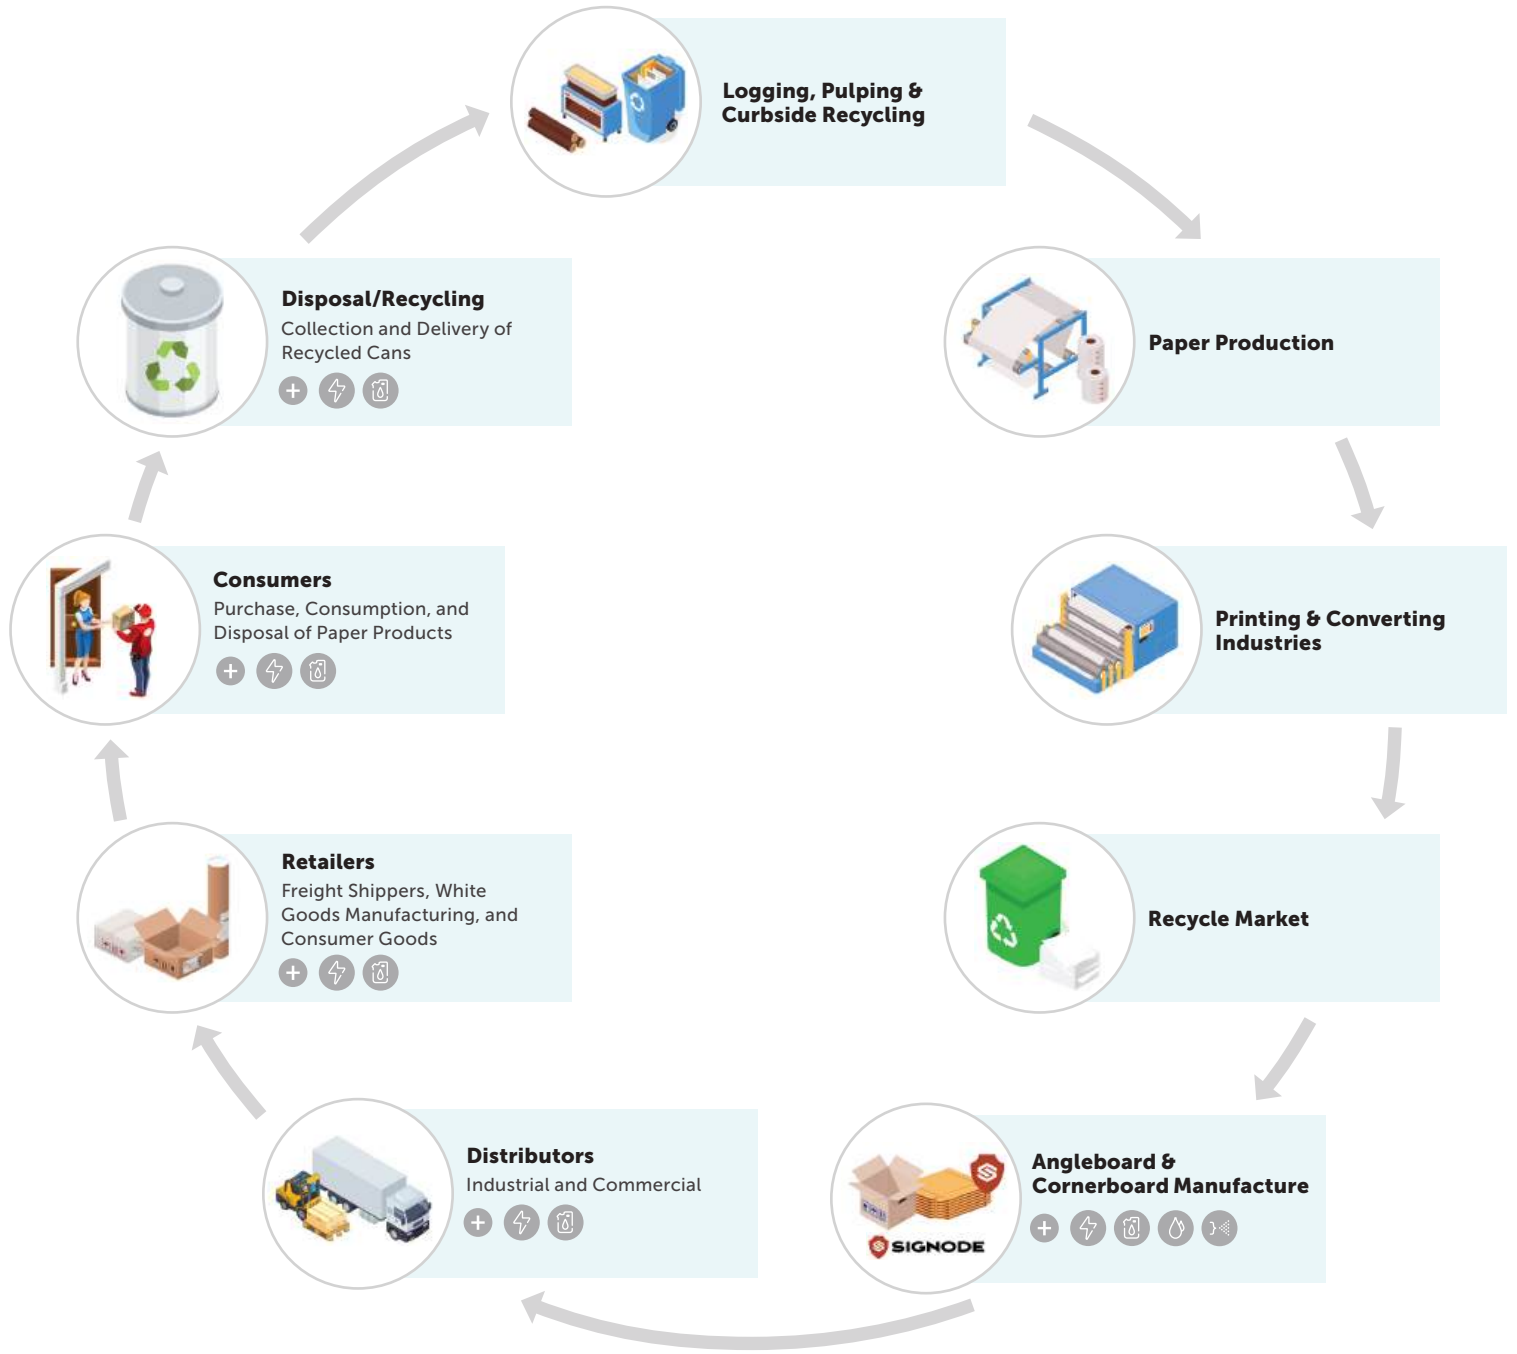 Logging, Pulping &
Curbside Recycling
Paper Production
Printing & Converting
Industries
Recycle Market
Angleboard &
Cornerboard Manufacture
SIGNODE
Distributors
Industrial and Commercial
Retailers
Freight Shippers, White
Goods Manufacturing, and
Consumer Goods
Consumers
Purchase, Consumption, and
Disposal of Paper Products
Disposal/Recycling
Collection and Delivery of
Recycled Cans